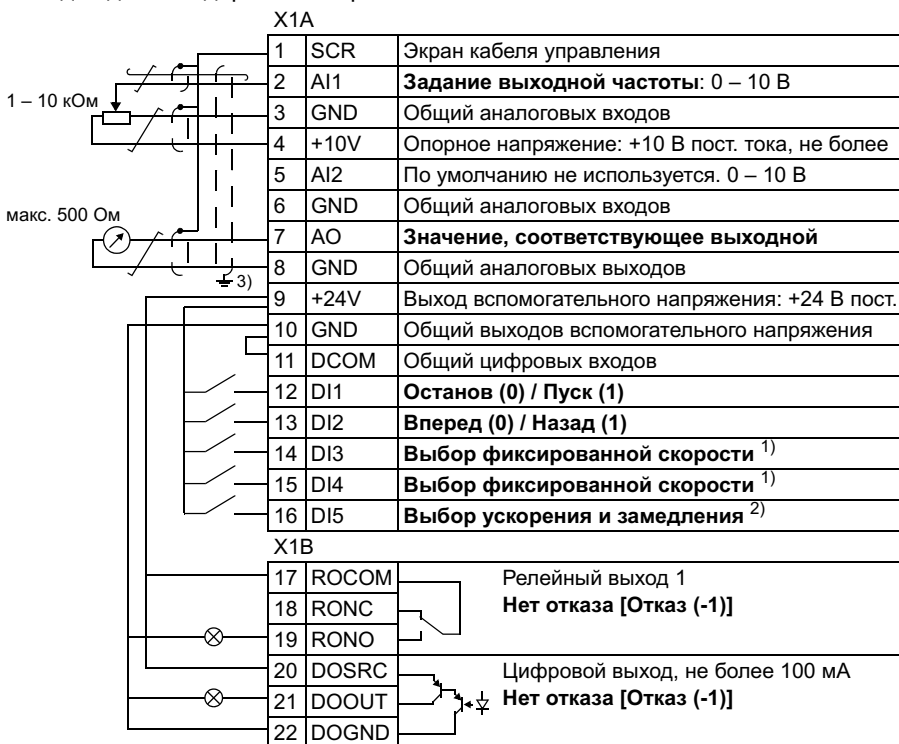 X1A
1 SCR Экран кабеля управления
2 AI1 Задание выходной частоты: 0 – 10 В
1 – 10 кОм
3 GND Общий аналоговых входов
4 +10V Опорное напряжение: +10 В пост. тока, не более
5 AI2 По умолчанию не используется. 0 – 10 В
6 GND Общий аналоговых входов
макс. 500 Ом
7 AO Значение, соответствующее выходной
8 GND Общий аналоговых выходов
3)
9 +24V Выход вспомогательного напряжения: +24 В пост.
10 GND Общий выходов вспомогательного напряжения
11 DCOM Общий цифровых входов
12 DI1 Останов (0) / Пуск (1)
13 DI2 Вперед (0) / Назад (1)
14 DI3 Выбор фиксированной скорости 1)
15 DI4 Выбор фиксированной скорости 1)
16 DI5 Выбор ускорения и замедления 2)
X1B
17 ROCOM Релейный выход 1
18 RONC Нет отказа [Отказ (-1)]
19 RONO
20 DOSRC Цифровой выход, не более 100 мА
21 DOOUT Нет отказа [Отказ (-1)]
22 DOGND